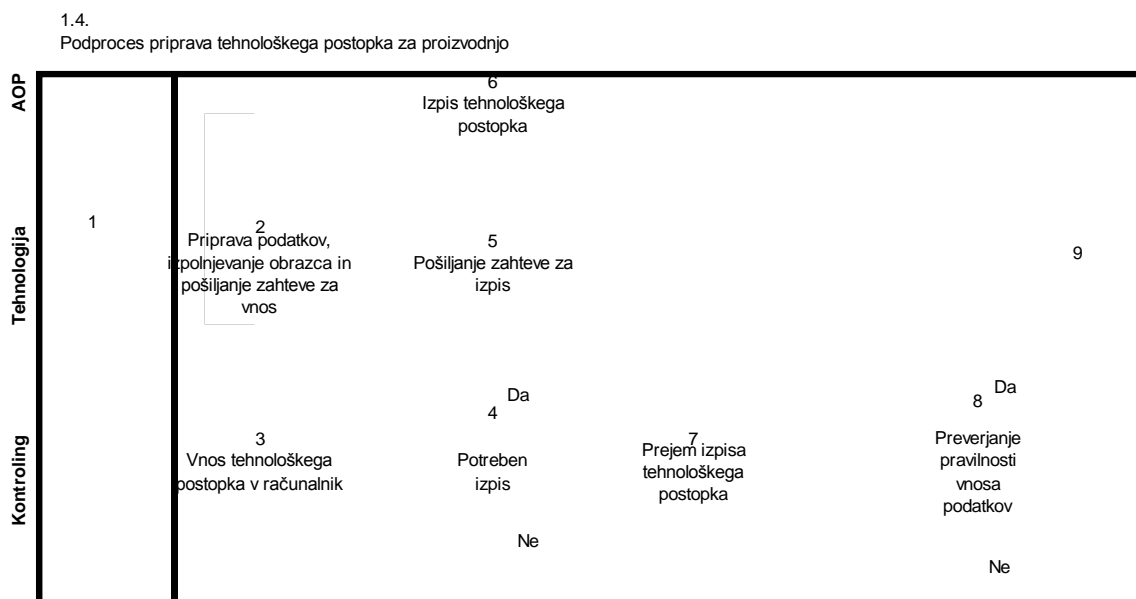 1.4.
Podproces priprava tehnološkega postopka za proizvodnjo
AOP
6
Izpis tehnološkega
postopka
Tehnologija
1
2
Priprava podatkov,
izpolnjevanje obrazca in
pošiljanje zahteve za
vnos
5
Pošiljanje zahteve za
izpis
9
Kontroling
3
Vnos tehnološkega
postopka v računalnik
Da
4
Potreben
izpis
Ne
7
Prejem izpisa
tehnološkega
postopka
Da
8
Preverjanje
pravilnosti
vnosa
podatkov
Ne